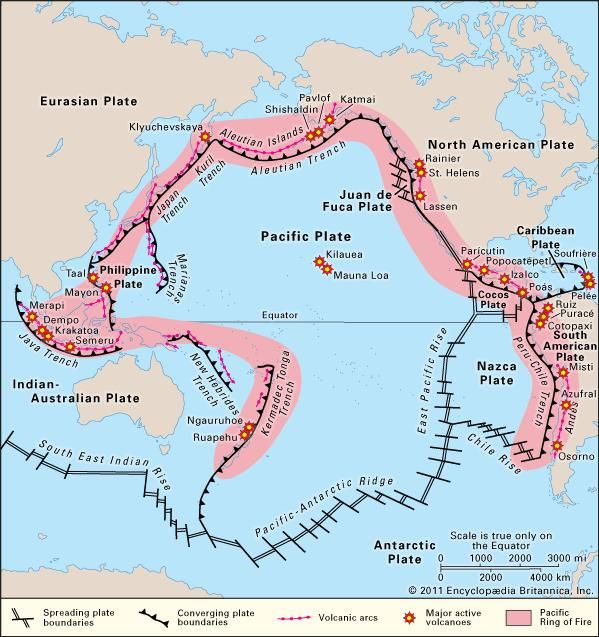 Eurasian Plate
Pavlof
Katmai
Shishaldin
Klyuchevskaya
Aleutian Islands
Aleutian Trench
Kuril
Trench
Japan
Trench
North American Plate
Rainier
St. Helens
Lassen
Juan de
Fuca Plate
Pacific Plate
Kilauea
Mauna Loa
Marianas
Trench
Caribbean
Plate
Soufrière
Parícutin
Popocatépetl
Izalco
Poás
Pelée
Taal
Philippine
Plate
Mayon
Cocos
Plate
Merapi
Dempo
Krakatoa
Semeru
Java Trench
Equator
Ruiz
Puracé
Cotopaxi
South
American
Plate
Misti
Azufral
Andes
Osorno
Peru-Chile Trench
Nazca
Plate
Indian-
Australian Plate
New Hebrides
Trench
Kermadec Tonga
Trench
Ngauruhoe
Ruapehu
East Pacific Rise
Chile Rise
South East Indian Rise
Pacific-Antarctic Ridge
Antarctic
Plate
Scale is true only on
the Equator
0 1000 2000 3000 mi
0 2000 4000 km
© 2011 Encyclopædia Britannica, Inc.
Spreading plate
boundaries
Converging plate
boundaries
Volcanic arcs
Major active
volcanoes
Pacific
Ring of Fire